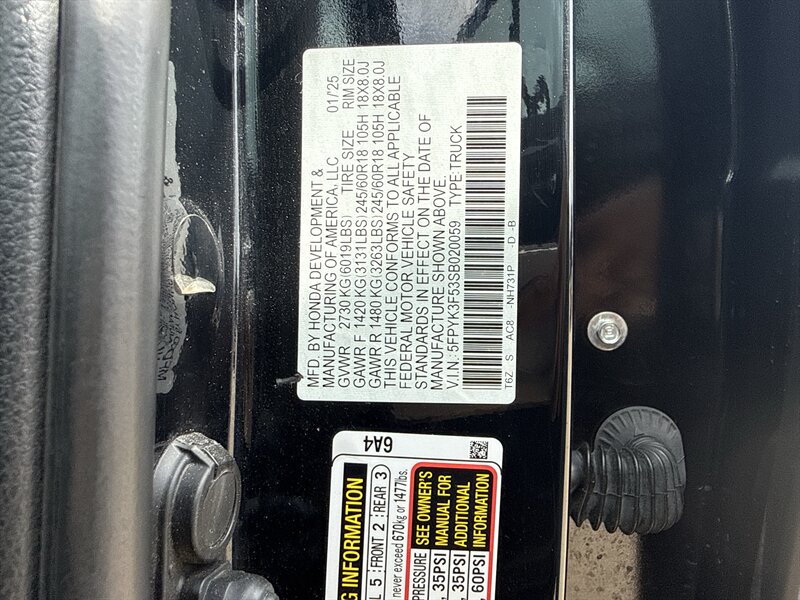 MFD. BY HONDA DEVELOPMENT &
MANUFACTURING OF AMERICA, LLC 01/25
GVWR 2730 KG(6019LBS) TIRE SIZE RIM SIZE
GAWR F 1420 KG(3131LBS) 245/60R18 105H 18X8.0J
GAWR R 1480 KG(3263LBS) 245/60R18 105H 18X8.0J
THIS VEHICLE CONFORMS TO ALL APPLICABLE
FEDERAL MOTOR VEHICLE SAFETY
STANDARDS IN EFFECT ON THE DATE OF
MANUFACTURE SHOWN ABOVE.
V.I.N.: 5FPYK3F53SB020059 TYPE:TRUCK
T6Z S AC8 -NH731P -D -B
6A4
G INFORMATION
L 5 : FRONT 2 : REAR 3
never exceed 670kg or 1477lbs.
PRESSURE
, 35PSI
, 35PSI
, 60PSI
SEE OWNER'S
MANUAL FOR
ADDITIONAL
INFORMATION